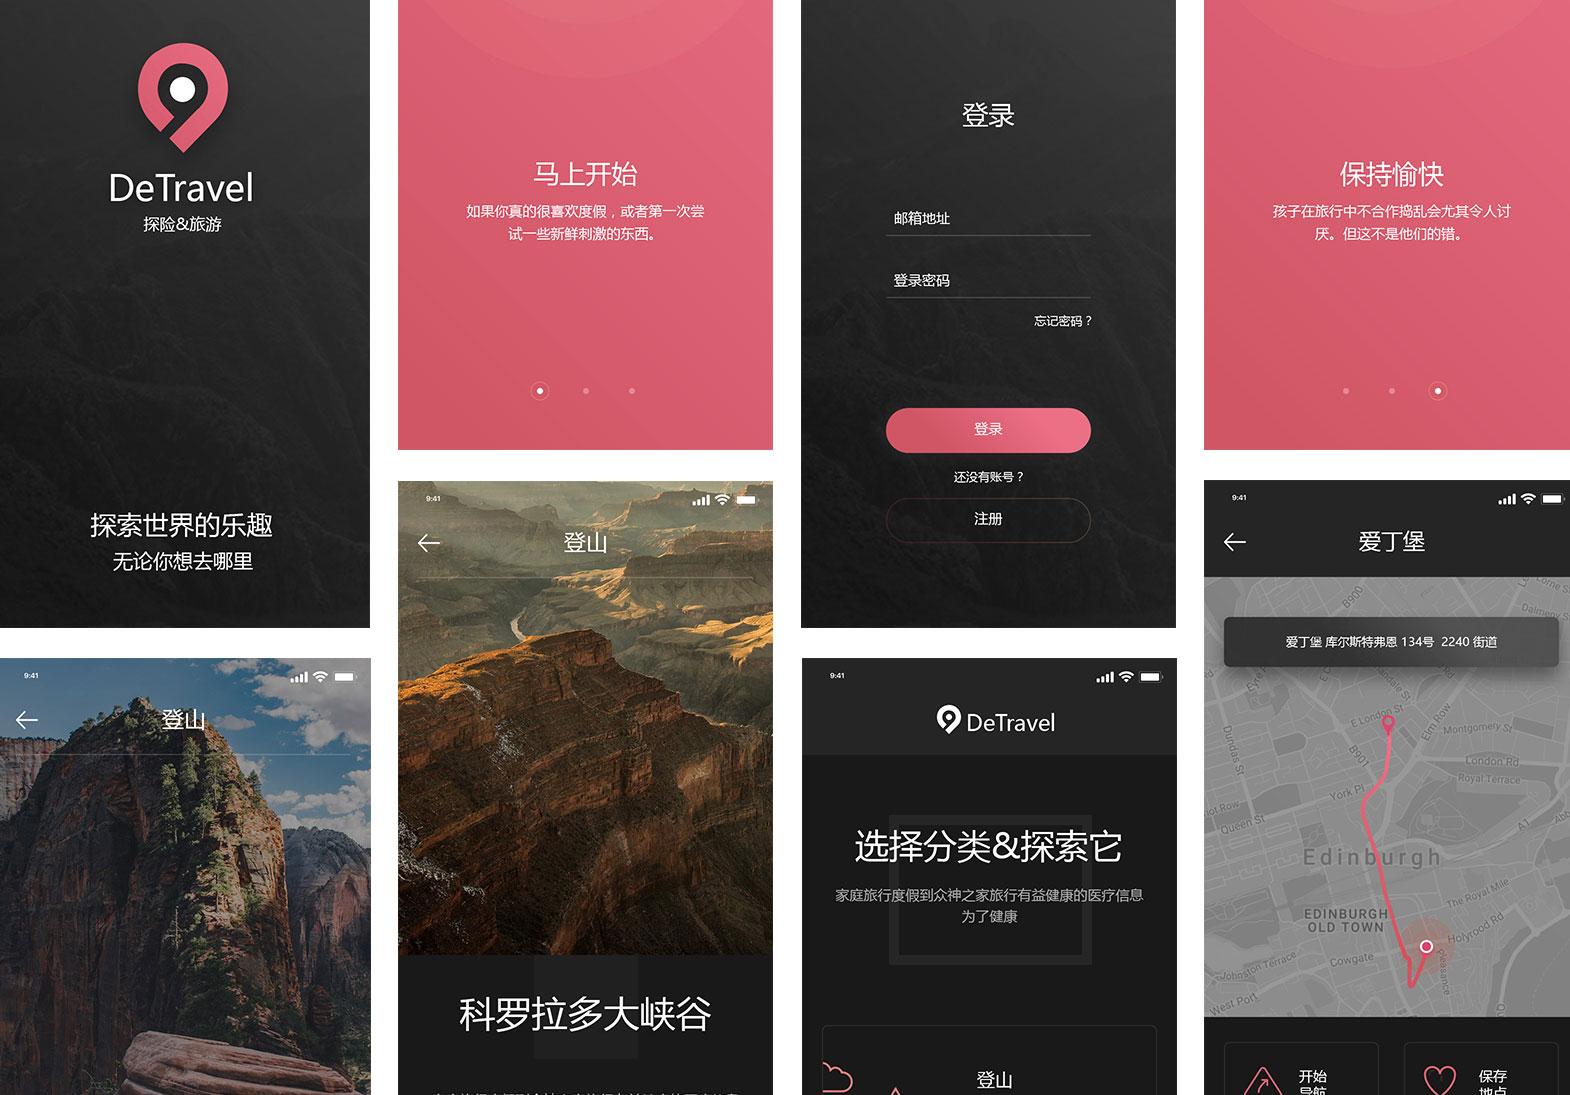 DeTravel
探险&旅游
探索世界的乐趣
无论你想去哪里
9:41
登山
马上开始
如果你真的很喜欢度假，或者第一次尝
试一些新鲜刺激的东西。
9:41
登山
科罗拉多大峡谷
登录
邮箱地址
登录密码
忘记密码？
登录
还没有账号？
注册
9:41
DeTravel
选择分类&探索它
家庭旅行度假到众神之家旅行有益健康的医疗信息
为了健康
登山
保持愉快
孩子在旅行中不合作捣乱会尤其令人讨
厌。但这不是他们的错。
9:41
爱丁堡
B900
Lorne St
Dalmeny St
爱丁堡 库尔斯特弗恩 134号 2240 街道
E London St
Elm Row
Montgomery St
Dundas St
B901
London Rd
Royal Terrace
York Pl
Queen St
A1
Edinburgh
The Royal Mile
EDINBURGH
OLD TOWN
Holyrood Rd
Cowgate
Pleasance
Johnston Terrace
West Port
开始
导航
保存
地点